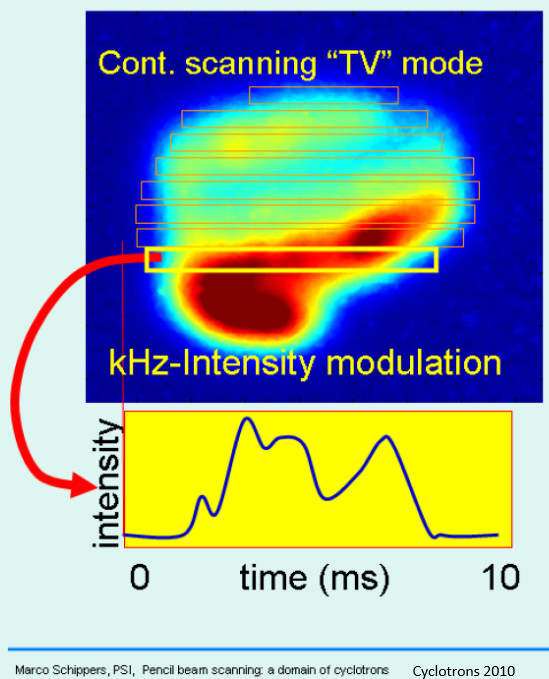 Cont. scanning “TV” mode
kHz-Intensity modulation
intensity
0 time (ms) 10
Marco Schippers, PSI, Pencil beam scanning: a domain of cyclotrons Cyclotrons 2010